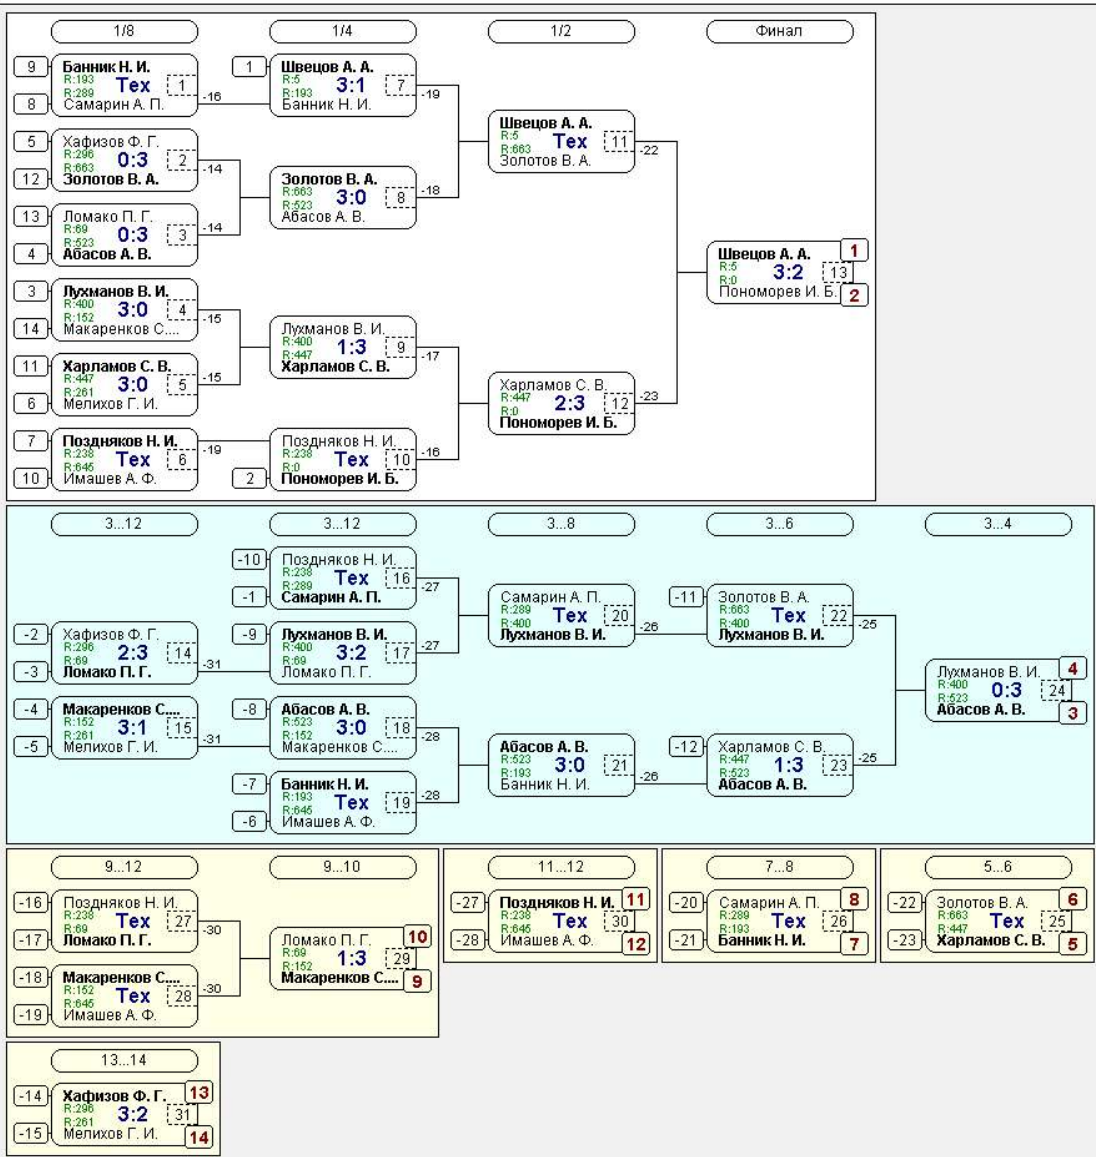 1/8
1/4
1/2
Финал
9 Банник Н. И.
R:193
R:289 Тех 1
8 Самарин А. П.
-16
5 Хафизов Ф. Г.
R:296
R:663 0:3 2
12 Золотов В. А.
-14
13 Ломако П. Г.
R:69
R:523 0:3 3
4 Абасов А. В.
-14
3 Лухманов В. И.
R:400
R:152 3:0 4
14 Макаренков С....
-15
11 Харламов С. В.
R:447
R:261 3:0 5
6 Мелихов Г. И.
-15
7 Поздняков Н. И.
R:238
R:645 Тех 6
10 Имашев А. Ф.
-19
1 Швецов А. А.
R:5
R:193 3:1 7
Банник Н. И.
-19
Золотов В. А.
R:663
R:523 3:0 8
Абасов А. В.
-18
Лухманов В. И.
R:400
R:447 1:3 9
Харламов С. В.
-17
Поздняков Н. И.
R:238
R:0 Тех 10
2 Пономорев И. Б.
-16
Швецов А. А.
R:5
R:663 Тех 11
Золотов В. А.
-22
Харламов С. В.
R:447
R:0 2:3 12
Пономорев И. Б.
-23
Швецов А. А. 1
R:5
R:0 3:2 13
Пономорев И. Б. 2
3...12
3...12
3...8
3...6
3...4
-2 Хафизов Ф. Г.
R:296
R:69 2:3 14
-3 Ломако П. Г.
-31
-4 Макаренков С....
R:152
R:261 3:1 15
-5 Мелихов Г. И.
-31
-10 Поздняков Н. И.
R:238
R:289 Тех 16
-1 Самарин А. П.
-27
-9 Лухманов В. И.
R:400
R:69 3:2 17
Ломако П. Г.
-27
-8 Абасов А. В.
R:523
R:152 3:0 18
Макаренков С....
-28
-7 Банник Н. И.
R:193
R:645 Тех 19
-6 Имашев А. Ф.
-28
Самарин А. П.
R:289
R:400 Тех 20
Лухманов В. И.
-26
Абасов А. В.
R:523
R:193 3:0 21
Банник Н. И.
-26
-11 Золотов В. А.
R:663
R:400 Тех 22
Лухманов В. И.
-25
-12 Харламов С. В.
R:447
R:523 1:3 23
Абасов А. В.
-25
Лухманов В. И. 4
R:400
R:523 0:3 24
Абасов А. В. 3
9...12
9...10
-16 Поздняков Н. И.
R:238
R:69 Тех 27
-17 Ломако П. Г.
-30
-18 Макаренков С....
R:152
R:645 Тех 28
-19 Имашев А. Ф.
-30
Ломако П. Г. 10
R:69
R:152 1:3 29
Макаренков С.... 9
11...12
-27 Поздняков Н. И. 11
R:238
R:645 Тех 30
-28 Имашев А. Ф. 12
7...8
-20 Самарин А. П. 8
R:289
R:193 Тех 26
-21 Банник Н. И. 7
5...6
-22 Золотов В. А. 6
R:663
R:447 Тех 25
-23 Харламов С. В. 5
13...14
-14 Хафизов Ф. Г. 13
R:296
R:261 3:2 31
-15 Мелихов Г. И. 14